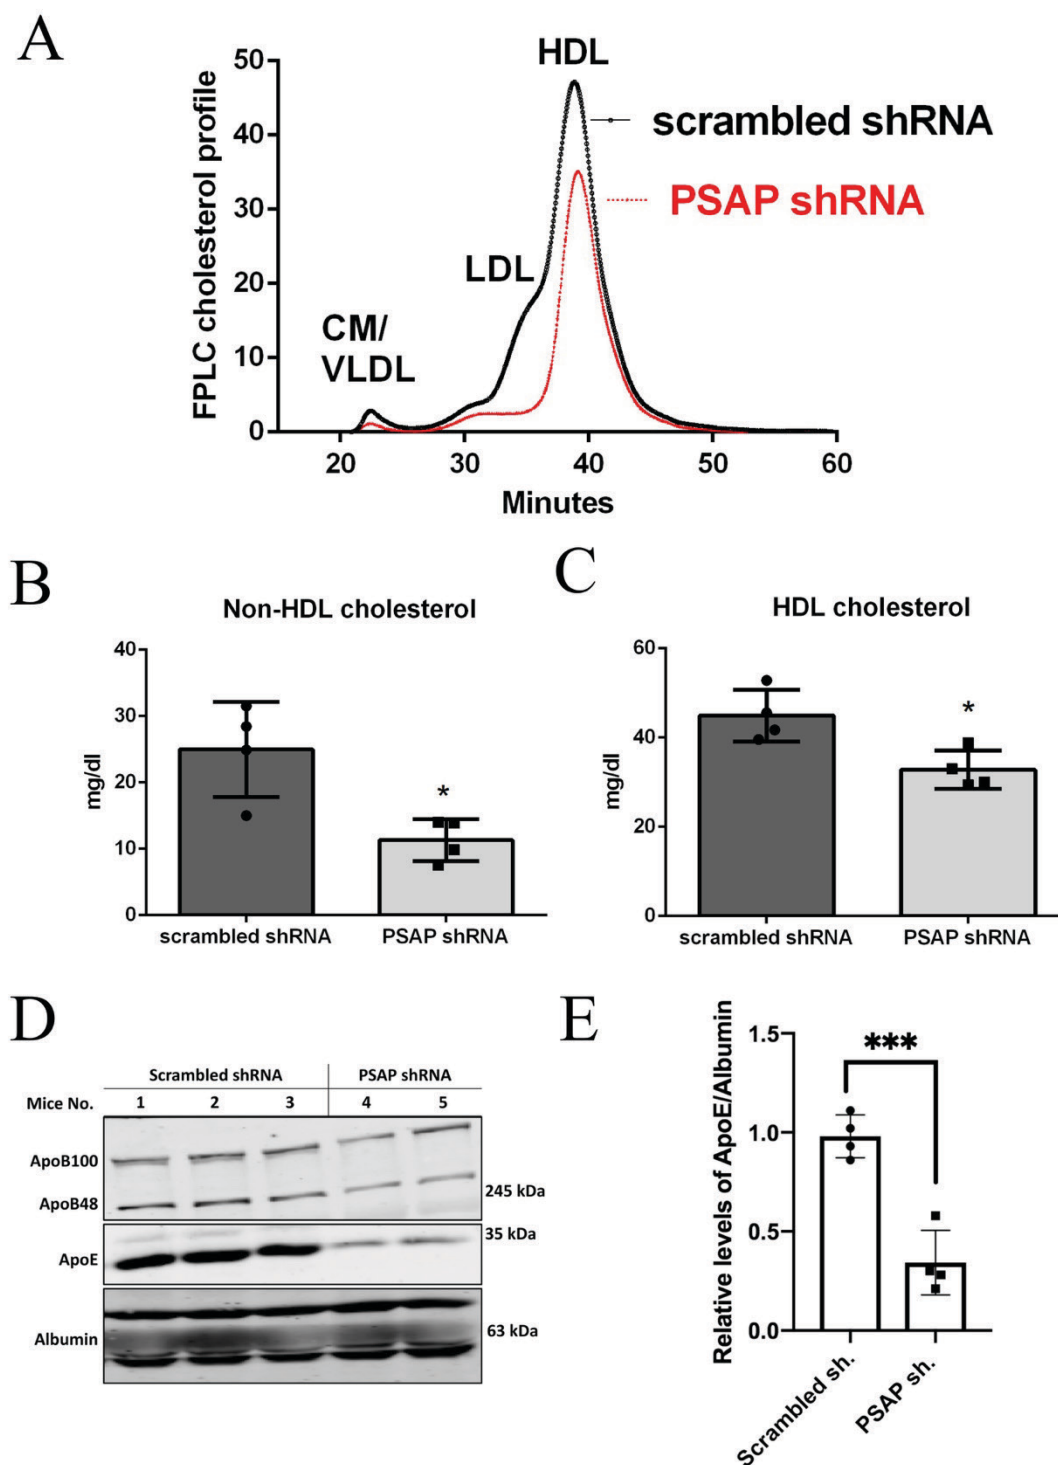 A
FPLC cholesterol profile
50
40
30
20
10
0
HDL
scrambled shRNA
PSAP shRNA
LDL
CM/
VLDL
20 30 40 50 60
Minutes
B
Non-HDL cholesterol
mg/dl
40
30
20
10
0
*
scrambled shRNA PSAP shRNA
C
HDL cholesterol
mg/dl
60
40
20
0
*
scrambled shRNA PSAP shRNA
D
Scrambled shRNA PSAP shRNA
Mice No. 1 2 3 4 5
ApoB100
ApoB48
245 kDa
35 kDa
ApoE
Albumin
63 kDa
E
Relative levels of ApoE/Albumin
1.5
1.0
0.5
0.0
***
Scrambled sh.
PSAP sh.